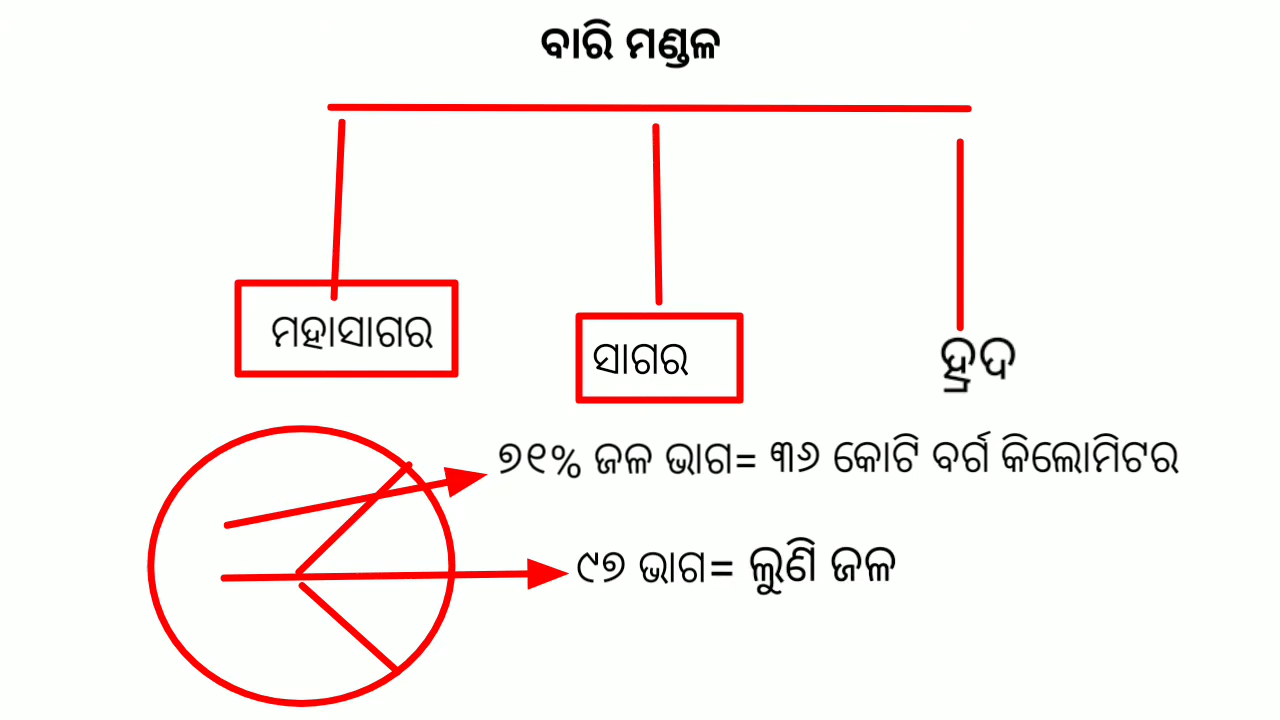 ବାରି ମଣ୍ଡଳ
ମହାସାଗର
ସାଗର
ହ୍ରଦ
୭୧% ଜଳ ଭାଗ= ୩୬ କୋଟି ବର୍ଗ କିଲୋମିଟର
୯୭ ଭାଗ= ଲୁଣି ଜଳ